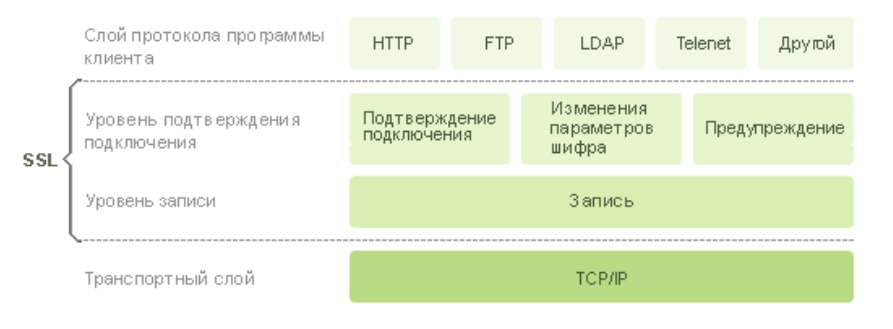 Слой протокола программы
клиента
HTTP
FTP
LDAP
Telenet
Другой
SSL
Уровень подтверждения
подключения
Подтверждение
подключения
Изменения
параметров
шифра
Предупреждение
Уровень записи
Запись
Транспортный слой
TCP/IP